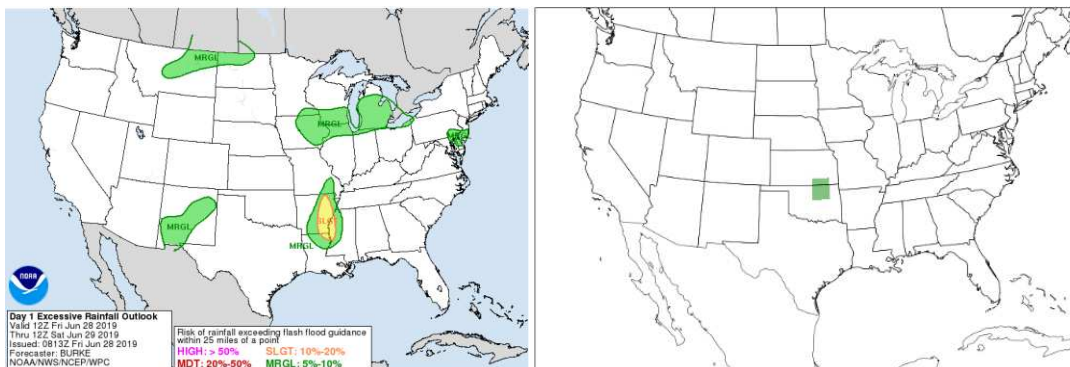 MRGL
MRGL
MRGL
SLGT
MRGL
MRGL
NOAA
Day 1 Excessive Rainfall Outlook
Valid 12Z Fri Jun 28 2019
Thru 12Z Sat Jun 29 2019
Issued: 0813Z Fri Jun 28 2019
Forecaster: BURKE
NOAA/NWS/NCEP/WPC
Risk of rainfall exceeding flash flood guidance
within 25 miles of a point
HIGH: > 50% SLGT: 10%-20%
MDT: 20%-50% MRGL: 5%-10%